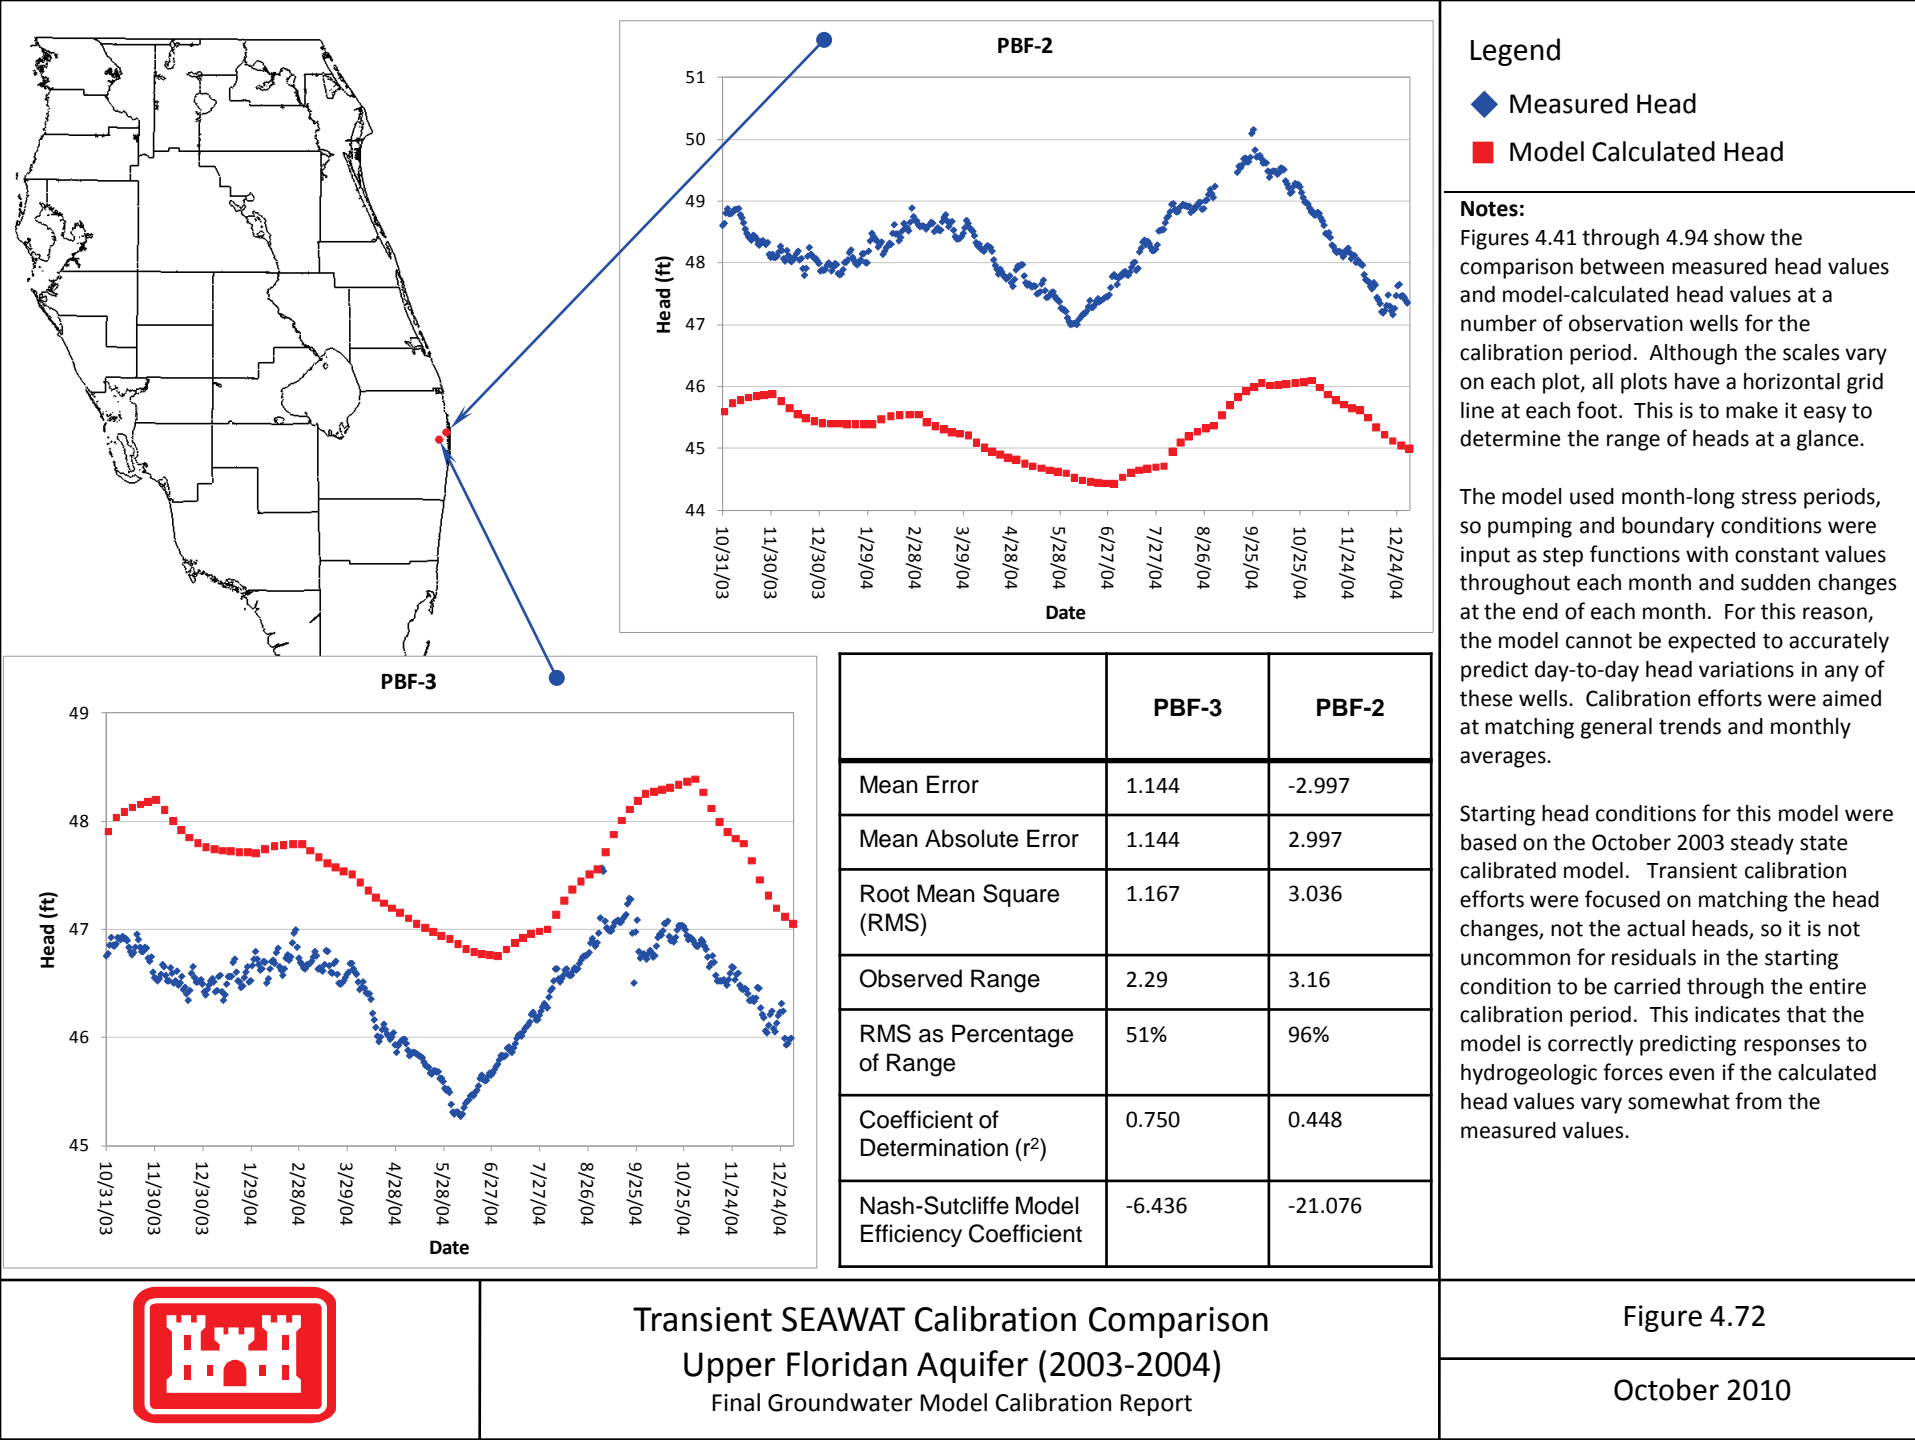 PBF-2
51
50
49
48
47
46
45
44
Head (ft)
10/31/03
11/30/03
12/30/03
1/29/04
2/28/04
3/29/04
4/28/04
5/28/04
6/27/04
7/27/04
8/26/04
9/25/04
10/25/04
11/24/04
12/24/04
Date
PBF-3
49
48
47
46
45
Head (ft)
10/31/03
11/30/03
12/30/03
1/29/04
2/28/04
3/29/04
4/28/04
5/28/04
6/27/04
7/27/04
8/26/04
9/25/04
10/25/04
11/24/04
12/24/04
Date
PBF-3 PBF-2
Mean Error 1.144 -2.997
Mean Absolute Error 1.144 2.997
Root Mean Square 1.167 3.036
(RMS)
Observed Range 2.29 3.16
RMS as Percentage 51% 96%
of Range
Coefficient of 0.750 0.448
Determination (r²)
Nash-Sutcliffe Model -6.436 -21.076
Efficiency Coefficient
Legend
Measured Head
Model Calculated Head
Notes:
Figures 4.41 through 4.94 show the
comparison between measured head values
and model-calculated head values at a
number of observation wells for the
calibration period.  Although the scales vary
on each plot, all plots have a horizontal grid
line at each foot.  This is to make it easy to
determine the range of heads at a glance.
The model used month-long stress periods,
so pumping and boundary conditions were
input as step functions with constant values
throughout each month and sudden changes
at the end of each month.  For this reason,
the model cannot be expected to accurately
predict day-to-day head variations in any of
these wells.  Calibration efforts were aimed
at matching general trends and monthly
averages.
Starting head conditions for this model were
based on the October 2003 steady state
calibrated model.   Transient calibration
efforts were focused on matching the head
changes, not the actual heads, so it is not
uncommon for residuals in the starting
condition to be carried through the entire
calibration period.  This indicates that the
model is correctly predicting responses to
hydrogeologic forces even if the calculated
head values vary somewhat from the
measured values.
Transient SEAWAT Calibration Comparison
Upper Floridan Aquifer (2003-2004)
Final Groundwater Model Calibration Report
Figure 4.72
October 2010